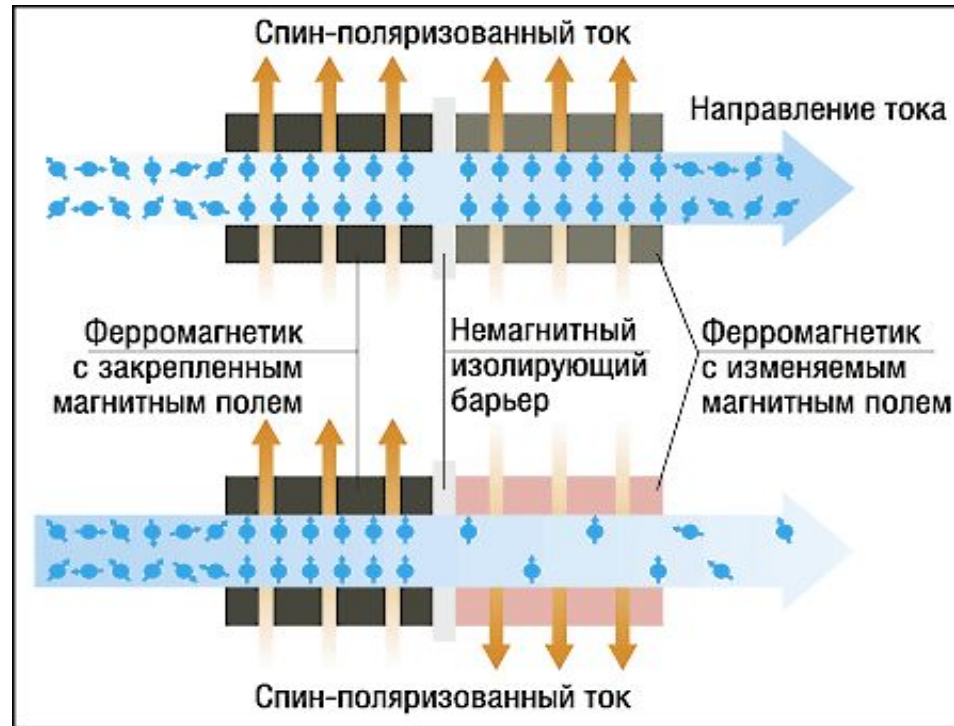 Спин-поляризованный ток
Направление тока
Ферромагнетик
с закрепленным
магнитным полем
Немагнитный
изолирующий
барьер
Ферромагнетик
с изменяемым
магнитным полем
Спин-поляризованный ток